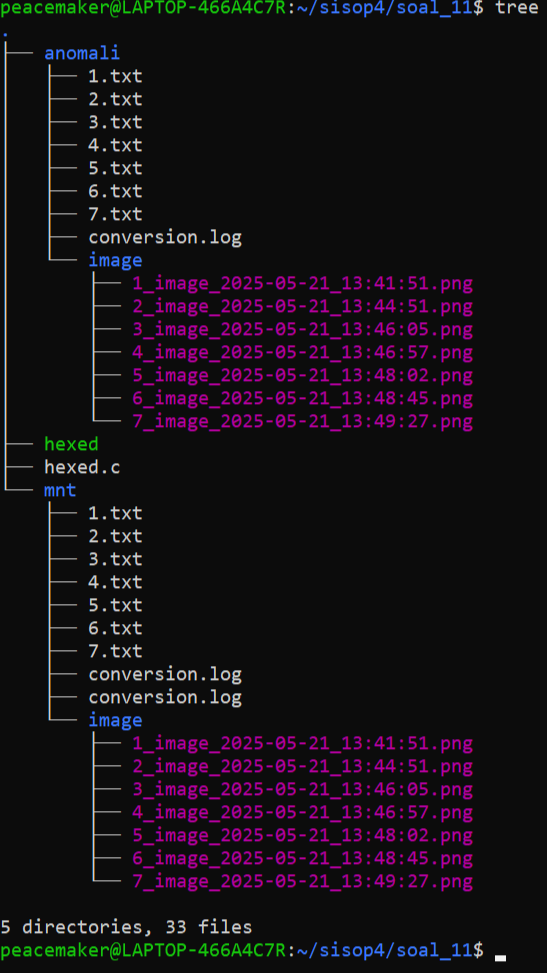 peacemaker@LAPTOP-466A4C7R:~/sisop4/soal_11$ tree
.
├── anomali
│   ├── 1.txt
│   ├── 2.txt
│   ├── 3.txt
│   ├── 4.txt
│   ├── 5.txt
│   ├── 6.txt
│   ├── 7.txt
│   ├── conversion.log
│   └── image
│       ├── 1_image_2025-05-21_13:41:51.png
│       ├── 2_image_2025-05-21_13:44:51.png
│       ├── 3_image_2025-05-21_13:46:05.png
│       ├── 4_image_2025-05-21_13:46:57.png
│       ├── 5_image_2025-05-21_13:48:02.png
│       ├── 6_image_2025-05-21_13:48:45.png
│       └── 7_image_2025-05-21_13:49:27.png
├── hexed
├── hexed.c
└── mnt
    ├── 1.txt
    ├── 2.txt
    ├── 3.txt
    ├── 4.txt
    ├── 5.txt
    ├── 6.txt
    ├── 7.txt
    ├── conversion.log
    ├── conversion.log
    └── image
        ├── 1_image_2025-05-21_13:41:51.png
        ├── 2_image_2025-05-21_13:44:51.png
        ├── 3_image_2025-05-21_13:46:05.png
        ├── 4_image_2025-05-21_13:46:57.png
        ├── 5_image_2025-05-21_13:48:02.png
        ├── 6_image_2025-05-21_13:48:45.png
        └── 7_image_2025-05-21_13:49:27.png
5 directories, 33 files
peacemaker@LAPTOP-466A4C7R:~/sisop4/soal_11$